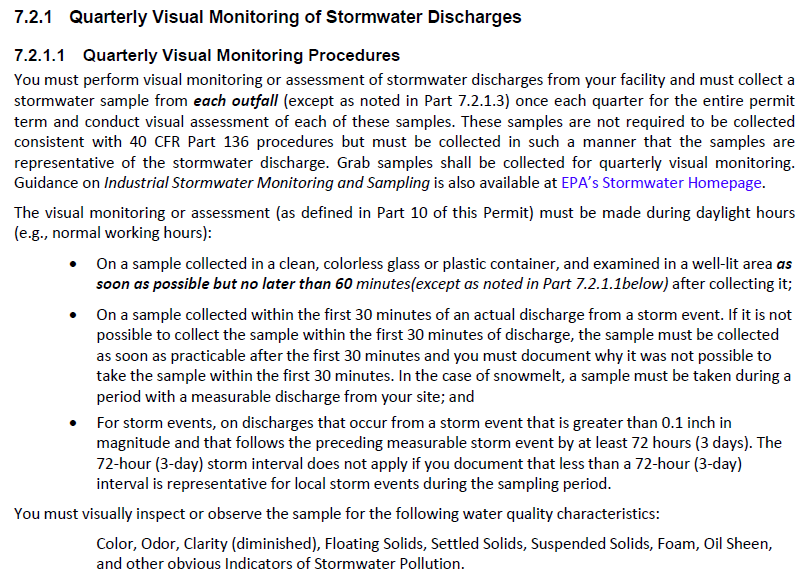 7.2.1 Quarterly Visual Monitoring of Stormwater Discharges
7.2.1.1 Quarterly Visual Monitoring Procedures
You must perform visual monitoring or assessment of stormwater discharges from your facility and must collect a
stormwater sample from each outfall (except as noted in Part 7.2.1.3) once each quarter for the entire permit
term and conduct visual assessment of each of these samples. These samples are not required to be collected
consistent with 40 CFR Part 136 procedures but must be collected in such a manner that the samples are
representative of the stormwater discharge. Grab samples shall be collected for quarterly visual monitoring.
Guidance on Industrial Stormwater Monitoring and Sampling is also available at EPA's Stormwater Homepage.
The visual monitoring or assessment (as defined in Part 10 of this Permit) must be made during daylight hours
(e.g., normal working hours):
• On a sample collected in a clean, colorless glass or plastic container, and examined in a well-lit area as
soon as possible but no later than 60 minutes(except as noted in Part 7.2.1.1below) after collecting it;
• On a sample collected within the first 30 minutes of an actual discharge from a storm event. If it is not
possible to collect the sample within the first 30 minutes of discharge, the sample must be collected
as soon as practicable after the first 30 minutes and you must document why it was not possible to
take the sample within the first 30 minutes. In the case of snowmelt, a sample must be taken during a
period with a measurable discharge from your site; and
• For storm events, on discharges that occur from a storm event that is greater than 0.1 inch in
magnitude and that follows the preceding measurable storm event by at least 72 hours (3 days). The
72-hour (3-day) storm interval does not apply if you document that less than a 72-hour (3-day)
interval is representative for local storm events during the sampling period.
You must visually inspect or observe the sample for the following water quality characteristics:
Color, Odor, Clarity (diminished), Floating Solids, Settled Solids, Suspended Solids, Foam, Oil Sheen,
and other obvious Indicators of Stormwater Pollution.